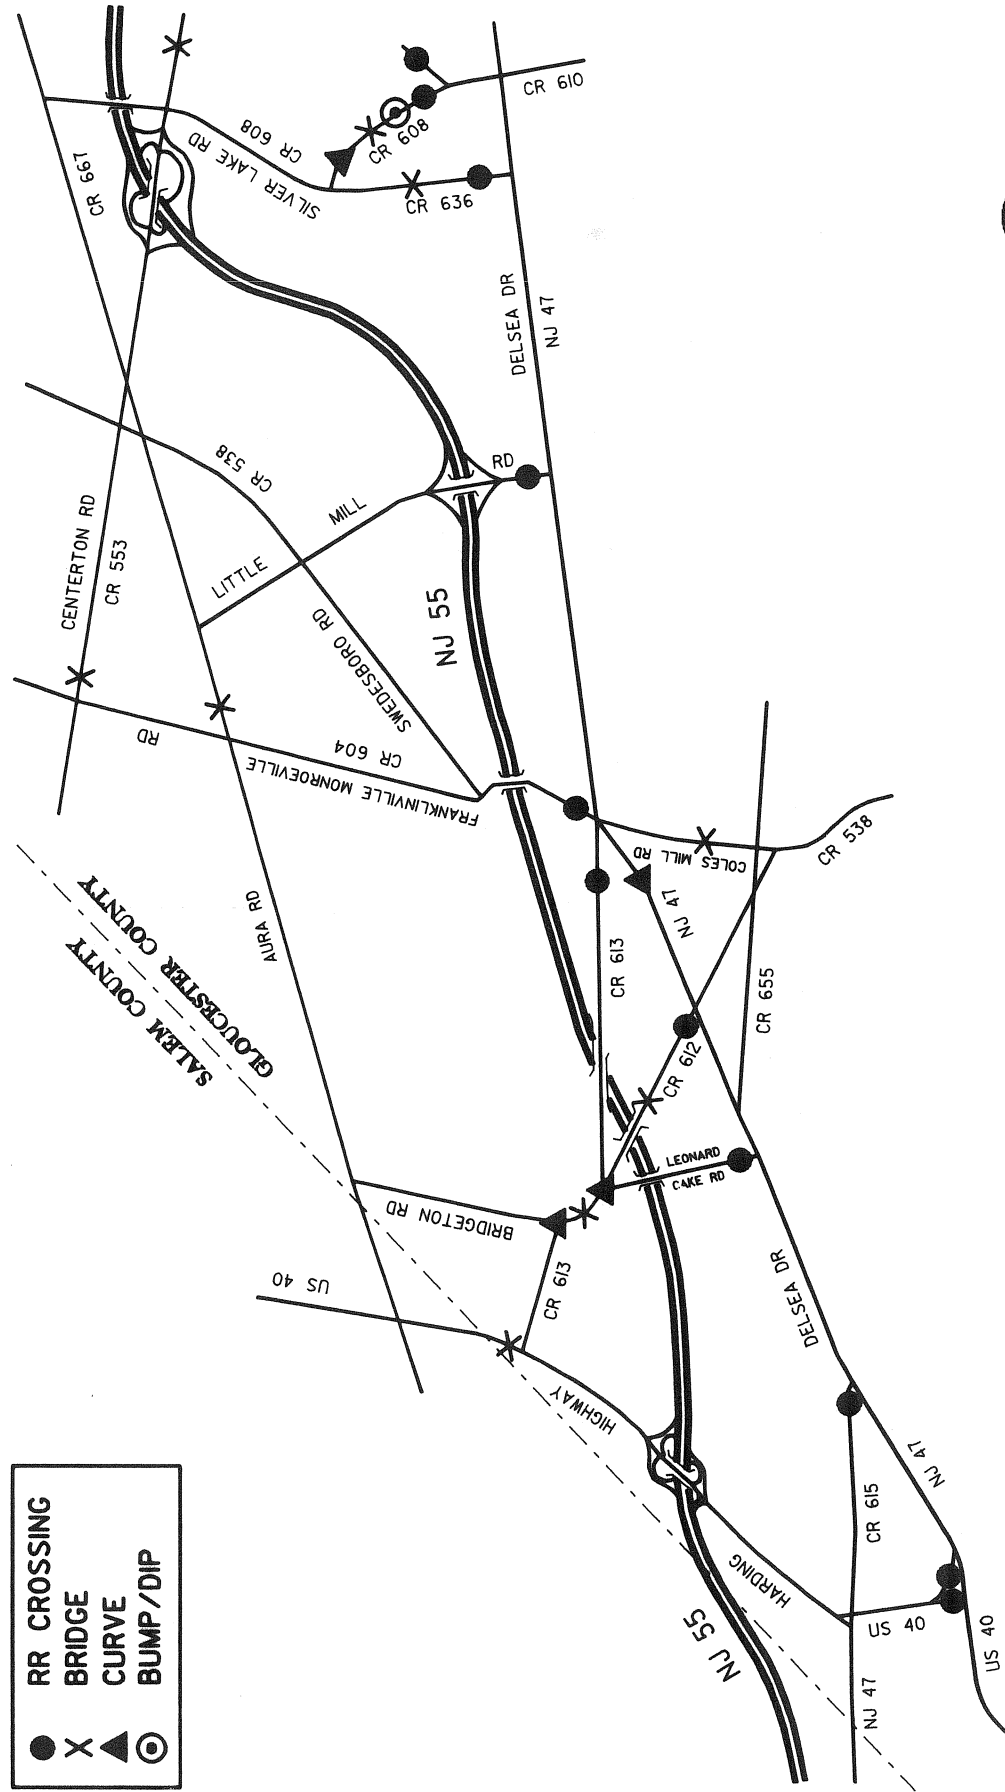 CR 667
CR 608
SILVER LAKE RD
CR 608
CR 636
CR 610
DELSEA DR
NJ 47
CENTERTON RD
CR 553
CR 538
LITTLE
MILL
RD
SWEDESBORO RD
NJ 55
RD
CR 604
FRANKLINVILLE MONROEVILLE
AURA RD
GLOUCESTER COUNTY
SALEM COUNTY
COLES MILL RD
CR 538
NJ 47
CR 613
CR 655
CR 612
LEONARD
CAKE RD
BRIDGETON RD
CR 613
US 40
HIGHWAY
DELSEA DR
HARDING
NJ 55
CR 615
NJ 47
US 40
NJ 47
US 40
RR CROSSING
BRIDGE
CURVE
BUMP/DIP